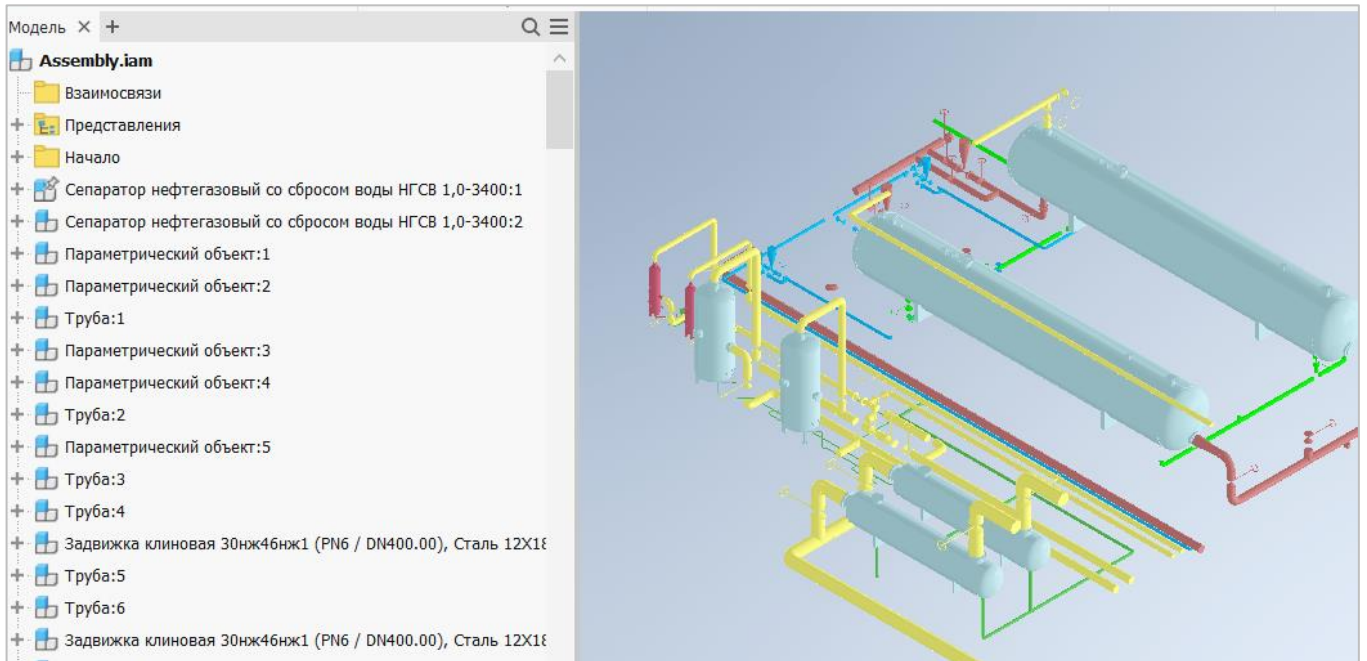 Модель
Assembly.iam
Взаимосвязи
Представления
Начало
Сепаратор нефтегазовый со сбросом воды НГСВ 1,0-3400:1
Сепаратор нефтегазовый со сбросом воды НГСВ 1,0-3400:2
Параметрический объект:1
Параметрический объект:2
Труба:1
Параметрический объект:3
Параметрический объект:4
Труба:2
Параметрический объект:5
Труба:3
Труба:4
Задвижка клиновая 30нж46нж1 (PN6 / DN400.00), Сталь 12Х18
Труба:5
Труба:6
Задвижка клиновая 30нж46нж1 (PN6 / DN400.00), Сталь 12Х18